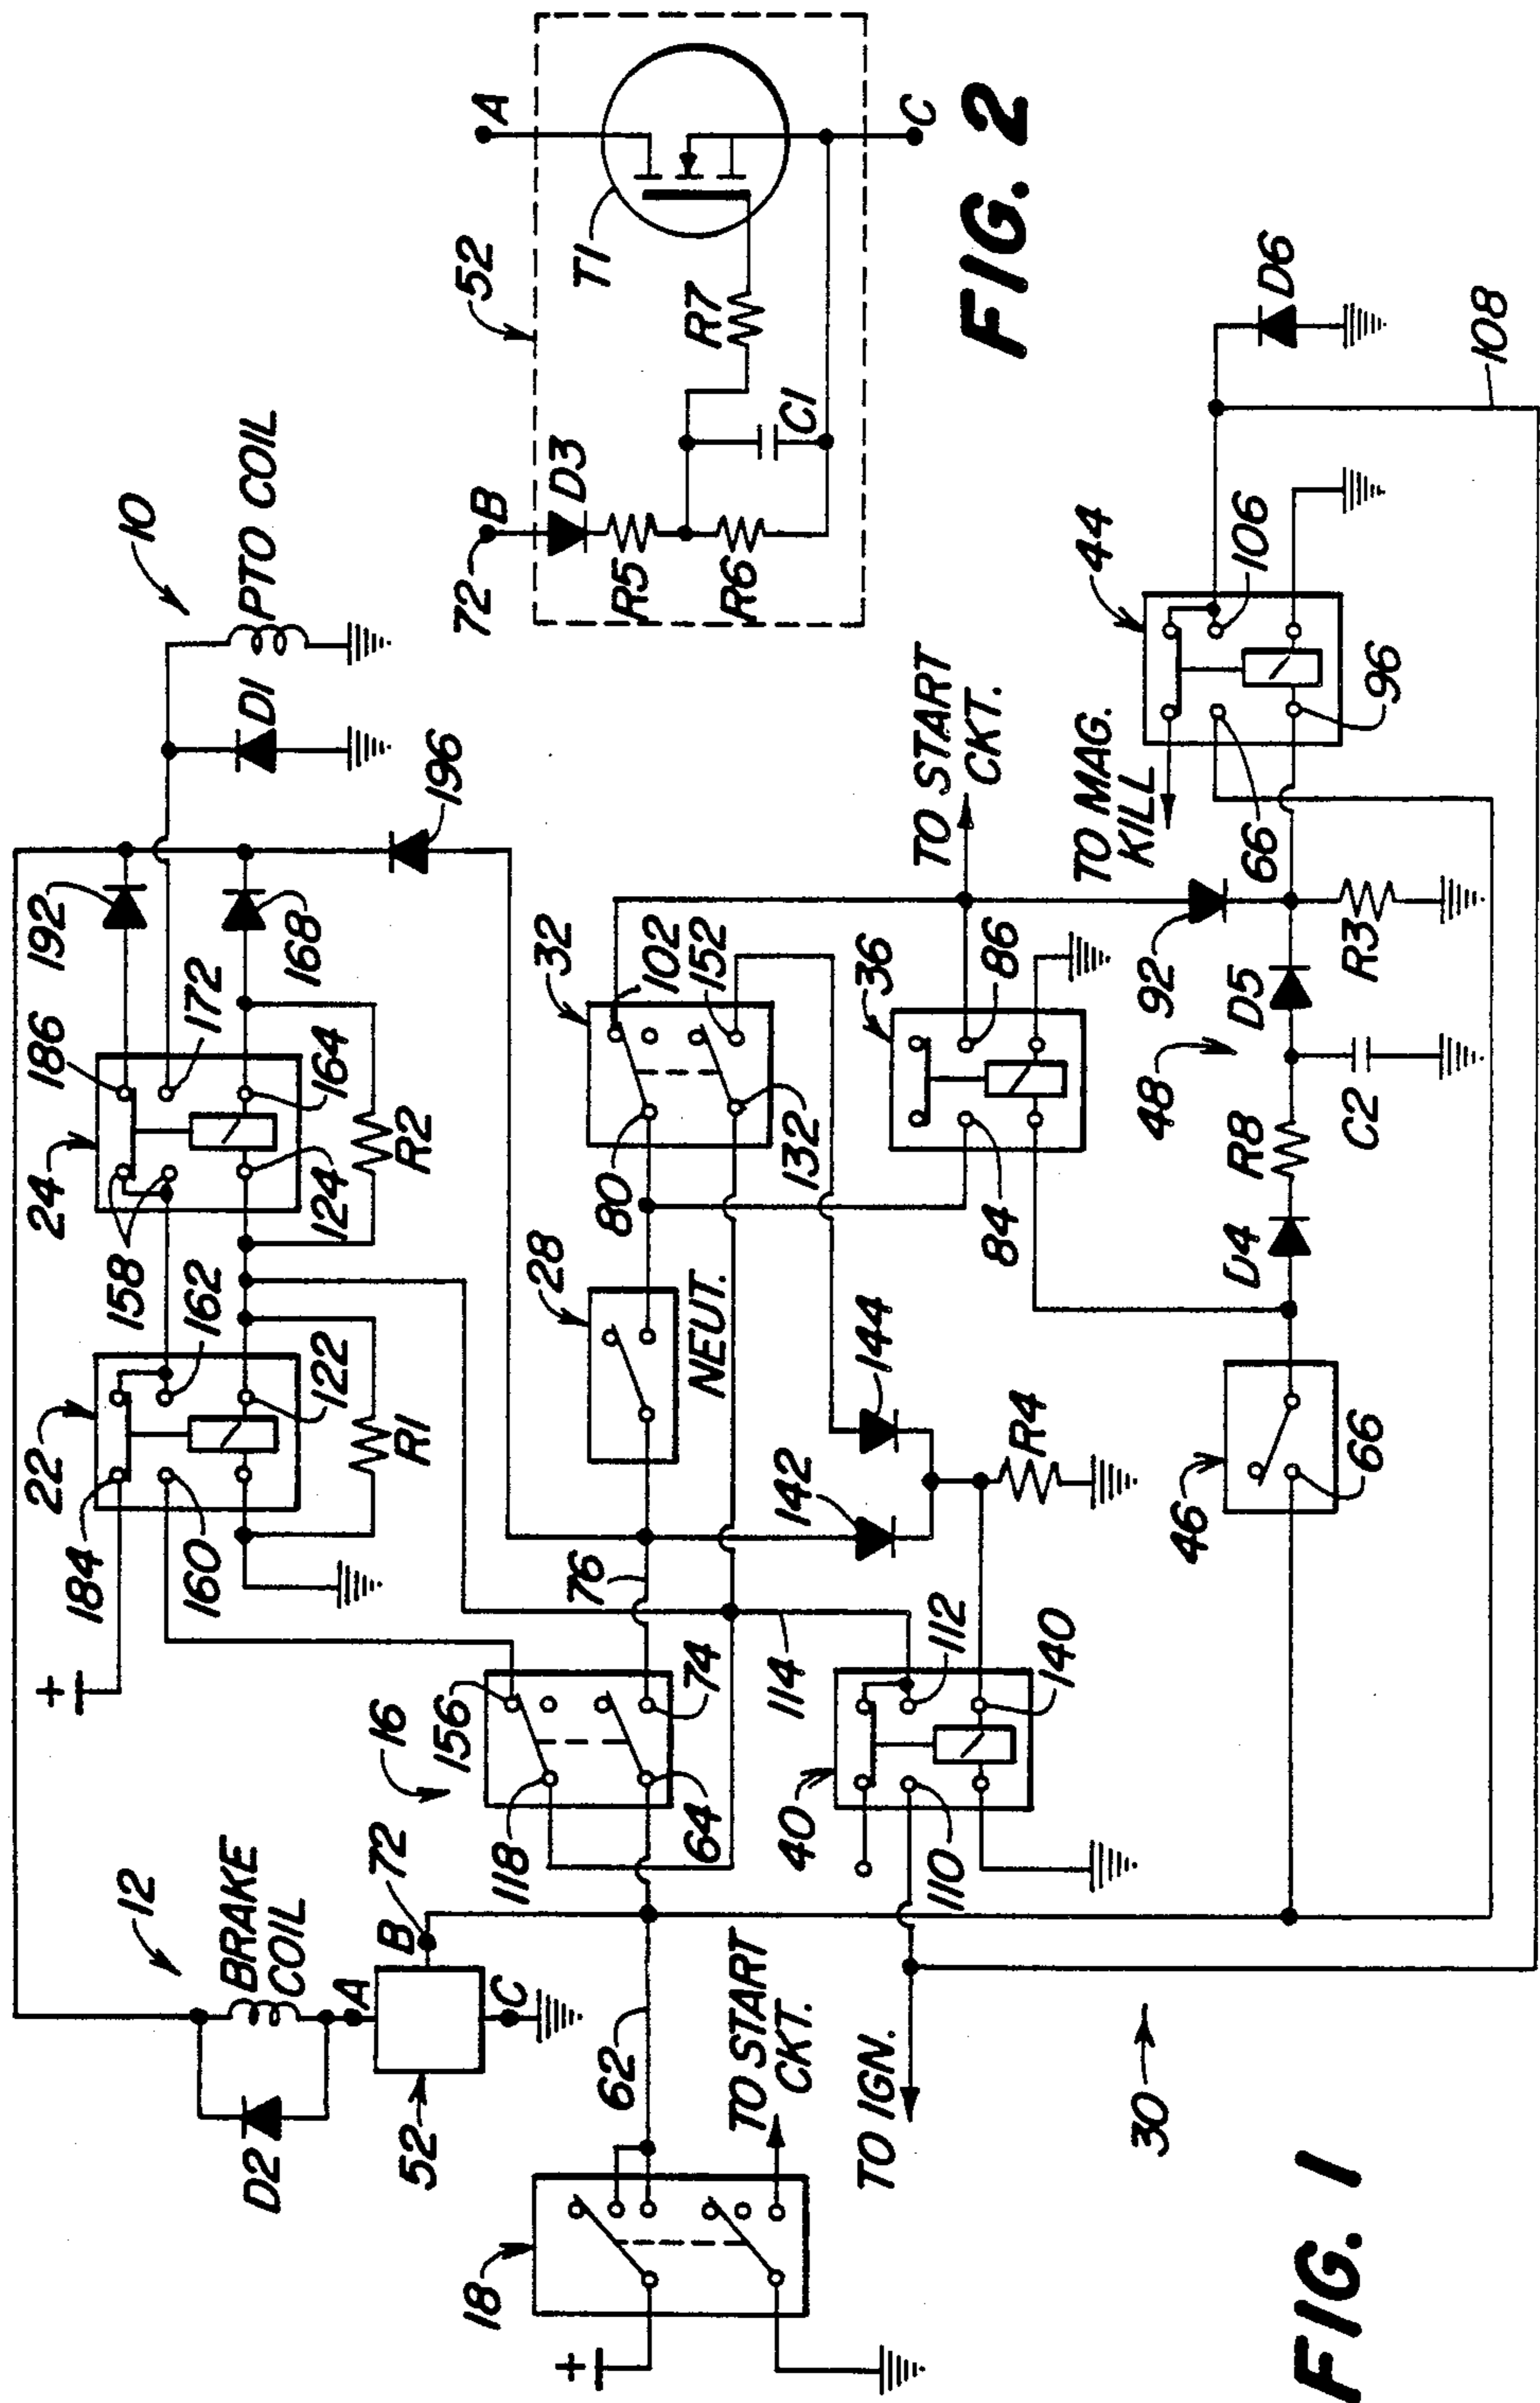 10
12
BRAKE
COIL
D2
A
B
72
C
52
+
184
22
160
122
R1
162
158
24
186
172
164
124
R2
192
168
196
D1
PTO COIL
16
156
118
64
74
76
62
18
+
TO START
CKT.
28
NEUT.
80
32
102
152
132
36
86
84
TO START
CKT.
114
112
110
140
40
142
144
R4
TO IGN.
30
46
66
D4
R8
C2
48
D5
92
R3
TO MAG.
KILL
66
44
106
96
D6
108
FIG. 1
52
72
B
D3
R5
R6
C1
R7
T1
A
C
FIG. 2